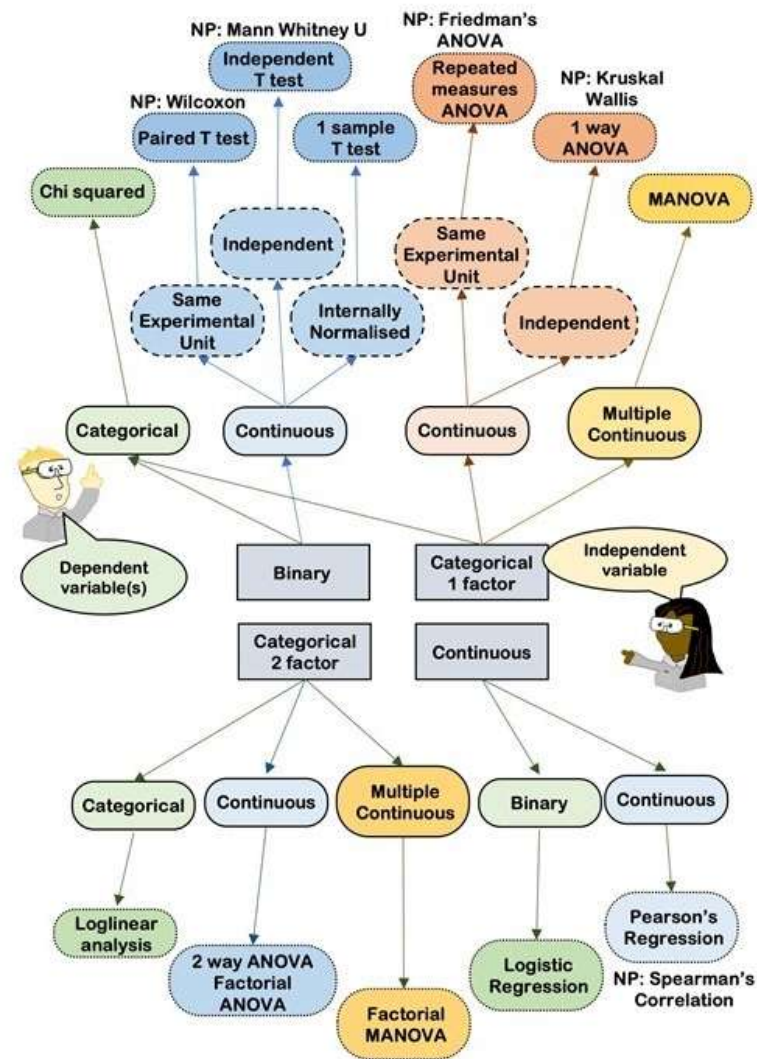 NP: Mann Whitney U
Independent
T test
NP: Friedman's
ANOVA
Repeated
measures
ANOVA
NP: Kruskal
Wallis
NP: Wilcoxon
Paired T test
1 sample
T test
1 way
ANOVA
Chi squared
MANOVA
Independent
Same
Experimental
Unit
Same
Experimental
Unit
Internally
Normalised
Independent
Categorical
Continuous
Continuous
Multiple
Continuous
Dependent
variable(s)
Binary
Categorical
1 factor
Independent
variable
Categorical
2 factor
Continuous
Categorical
Continuous
Multiple
Continuous
Binary
Continuous
Loglinear
analysis
2 way ANOVA
Factorial
ANOVA
Factorial
MANOVA
Logistic
Regression
Pearson's
Regression
NP: Spearman's
Correlation